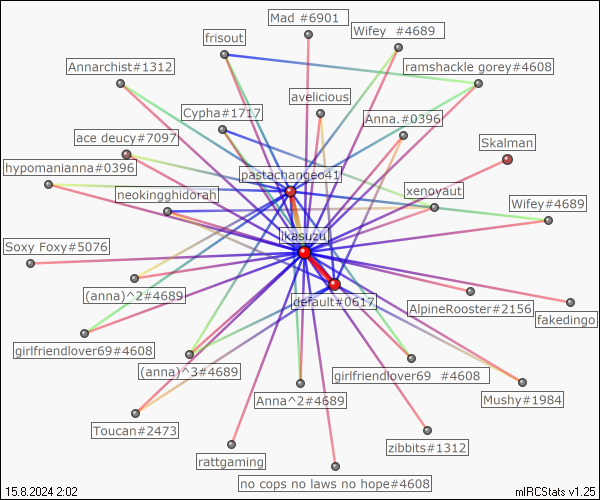 Mad #6901
Wifey  #4689
frisout
Annarchist#1312
ramshackle gorey#4608
avelicious
Cypha#1717
Anna.#0396
ace deucy#7097
Skalman
hypomanianna#0396
pastachangeo41
neokingghidorah
xenoyaut
Wifey#4689
ikasuzu
Soxy Foxy#5076
(anna)^2#4689
default#0617
AlpineRooster#2156
fakedingo
girlfriendlover69#4608
(anna)^3#4689
girlfriendlover69  #4608
Anna^2#4689
Mushy#1984
Toucan#2473
zibbits#1312
rattgaming
no cops no laws no hope#4608
15.8.2024 2:02
mIRCStats v1.25